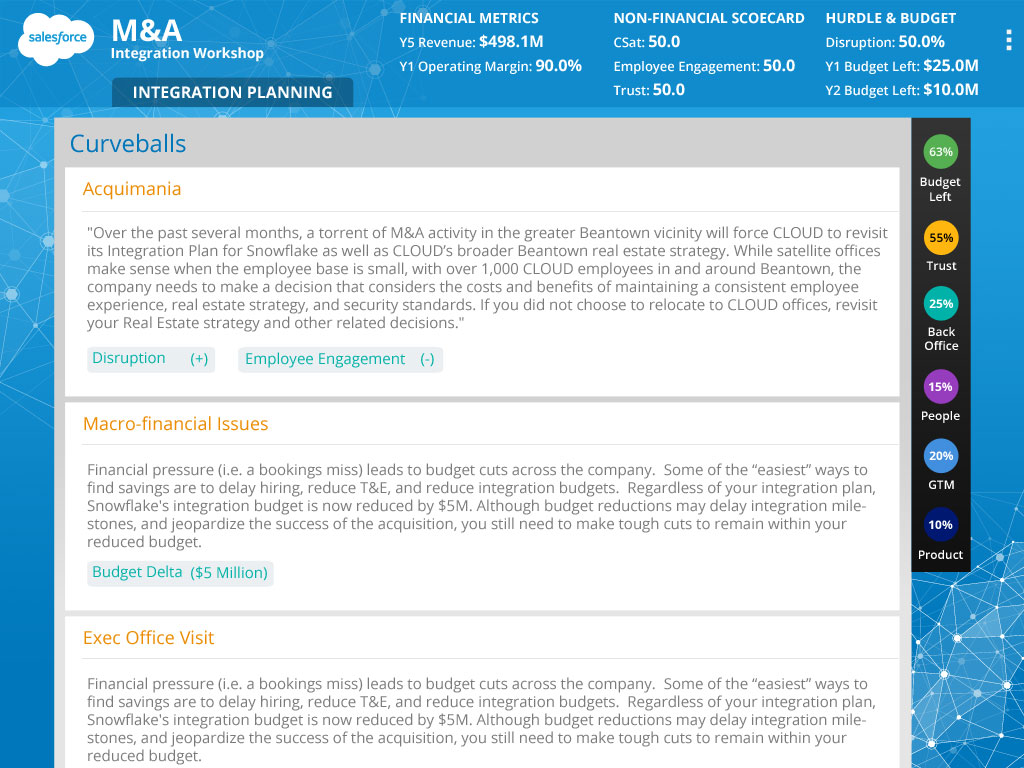 salesforce
M&A
Integration Workshop
INTEGRATION PLANNING
FINANCIAL METRICS
Y5 Revenue: $498.1M
Y1 Operating Margin: 90.0%
NON-FINANCIAL SCOECARD
CSat: 50.0
Employee Engagement: 50.0
Trust: 50.0
HURDLE & BUDGET
Disruption: 50.0%
Y1 Budget Left: $25.0M
Y2 Budget Left: $10.0M
Curveballs
Acquimania
"Over the past several months, a torrent of M&A activity in the greater Beantown vicinity will force CLOUD to revisit
its Integration Plan for Snowflake as well as CLOUD's broader Beantown real estate strategy. While satellite offices
make sense when the employee base is small, with over 1,000 CLOUD employees in and around Beantown, the
company needs to make a decision that considers the costs and benefits of maintaining a consistent employee
experience, real estate strategy, and security standards. If you did not choose to relocate to CLOUD offices, revisit
your Real Estate strategy and other related decisions."
Disruption (+)
Employee Engagement (-)
Macro-financial Issues
Financial pressure (i.e. a bookings miss) leads to budget cuts across the company.  Some of the “easiest” ways to
find savings are to delay hiring, reduce T&E, and reduce integration budgets.  Regardless of your integration plan,
Snowflake's integration budget is now reduced by $5M. Although budget reductions may delay integration mile-
stones, and jeopardize the success of the acquisition, you still need to make tough cuts to remain within your
reduced budget.
Budget Delta ($5 Million)
Exec Office Visit
Financial pressure (i.e. a bookings miss) leads to budget cuts across the company.  Some of the “easiest” ways to
find savings are to delay hiring, reduce T&E, and reduce integration budgets.  Regardless of your integration plan,
Snowflake's integration budget is now reduced by $5M. Although budget reductions may delay integration mile-
stones, and jeopardize the success of the acquisition, you still need to make tough cuts to remain within your
reduced budget.
63%
Budget
Left
55%
Trust
25%
Back
Office
15%
People
20%
GTM
10%
Product